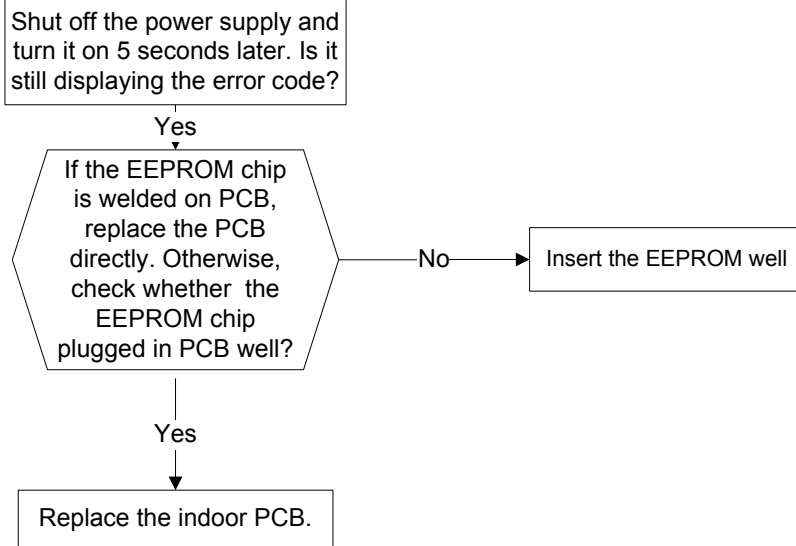 Shut off the power supply and
turn it on 5 seconds later. Is it
still displaying the error code?
Yes
If the EEPROM chip
is welded on PCB,
replace the PCB
directly. Otherwise,
check whether the
EEPROM chip
plugged in PCB well?
No
Insert the EEPROM well
Yes
Replace the indoor PCB.